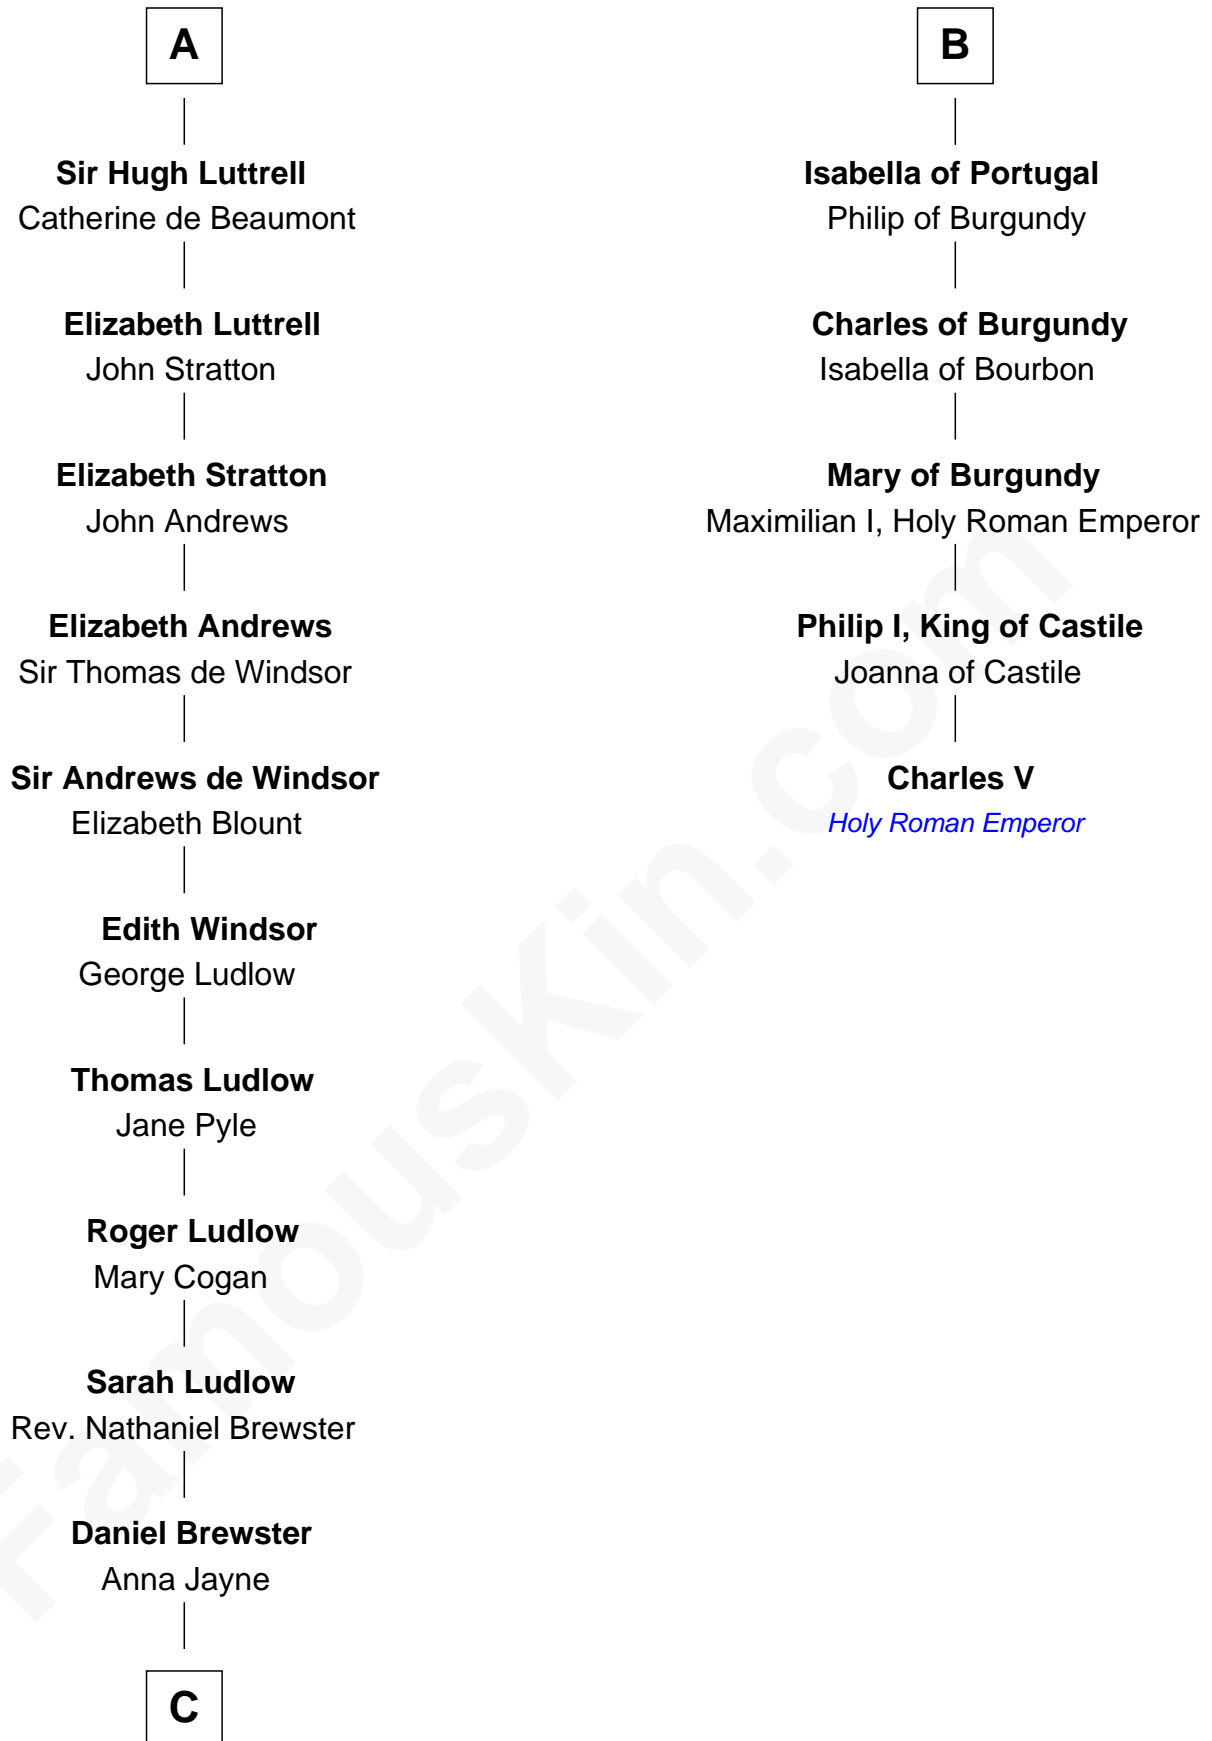 A
Sir Hugh Luttrell
Catherine de Beaumont
Elizabeth Luttrell
John Stratton
Elizabeth Stratton
John Andrews
Elizabeth Andrews
Sir Thomas de Windsor
Sir Andrews de Windsor
Elizabeth Blount
Edith Windsor
George Ludlow
Thomas Ludlow
Jane Pyle
Roger Ludlow
Mary Cogan
Sarah Ludlow
Rev. Nathaniel Brewster
Daniel Brewster
Anna Jayne
C
B
Isabella of Portugal
Philip of Burgundy
Charles of Burgundy
Isabella of Bourbon
Mary of Burgundy
Maximilian I, Holy Roman Emperor
Philip I, King of Castile
Joanna of Castile
Charles V
Holy Roman Emperor
FamousKin.com